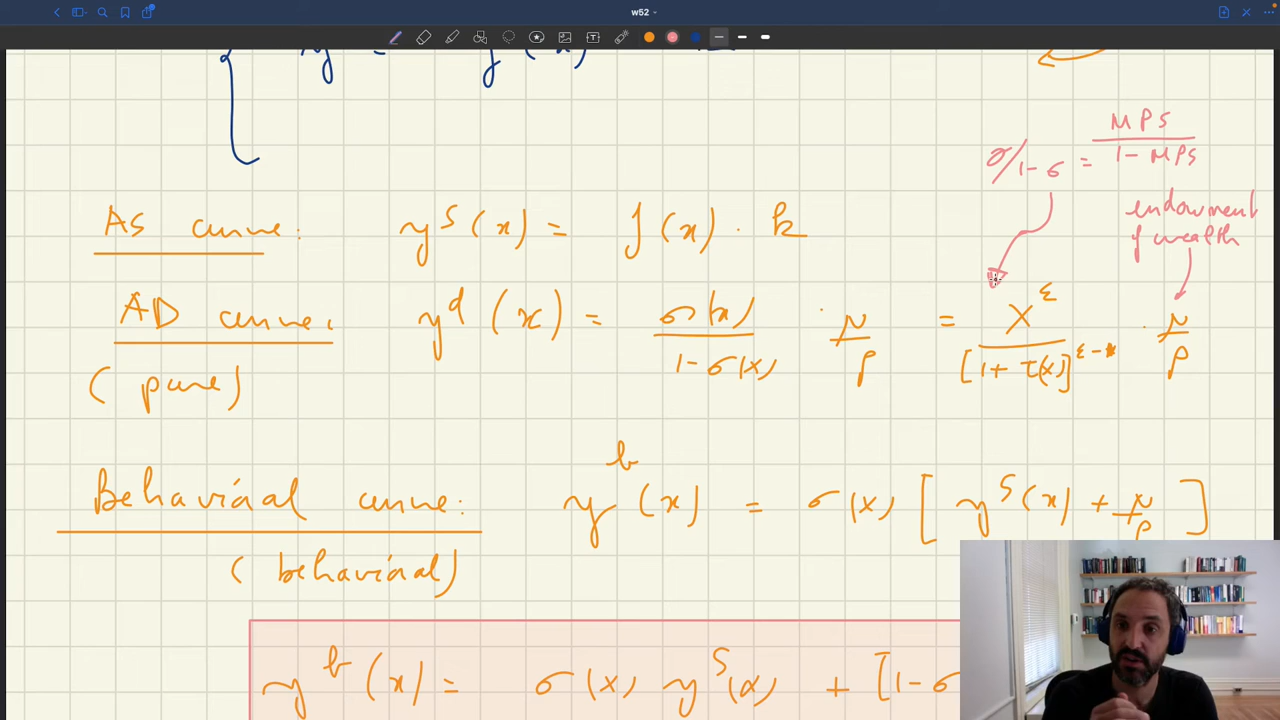 w52
σ/1-σ = MPS / 1- MPS
endowment
of wealth
AS curve: y^s(x) = f(x) · k
AD curve: y^d(x) = σ(x) / 1-σ(x) · μ/p = χ^ε / [1+τ(x)]^ε-1 · μ/p
(pure)
Behavioral curve: y^b(x) = σ(x) [ y^s(x) + μ/p ]
(behavioral)
y^b(x) = σ(x) y^s(x) + [1-σ